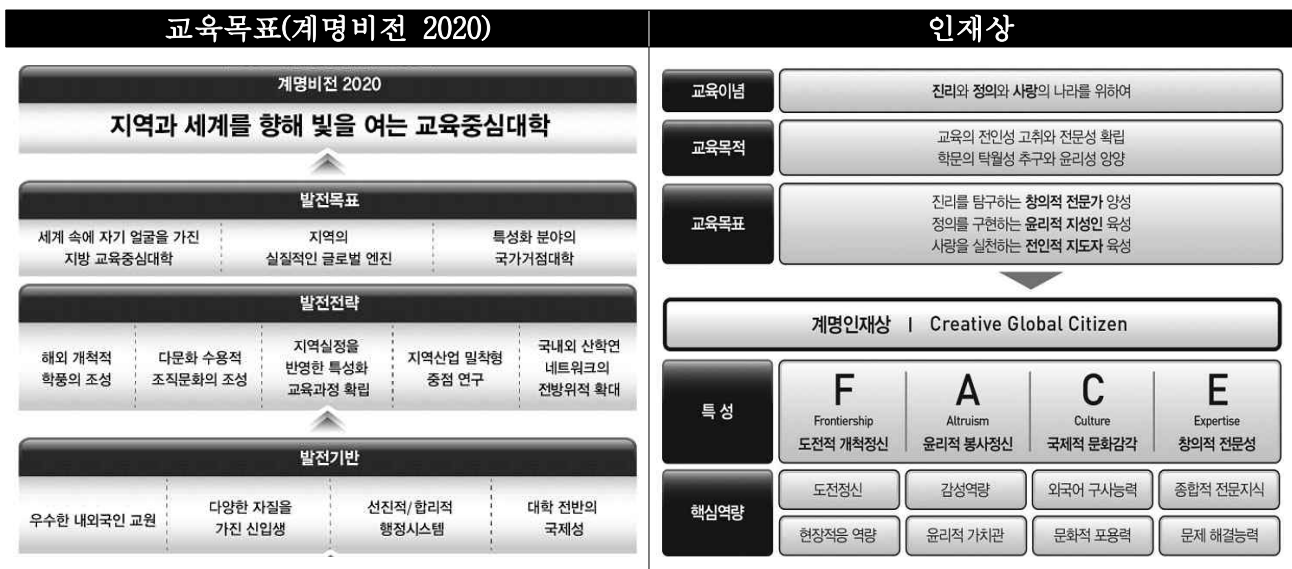 교육목표(계명비전 2020)
계명비전 2020
지역과 세계를 향해 빛을 여는 교육중심대학
발전목표
세계 속에 자기 얼굴을 가진
지방 교육중심대학
지역의
실질적인 글로벌 엔진
특성화 분야의
국가거점대학
발전전략
해외 개척적
학풍의 조성
다문화 수용적
조직문화의 조성
지역실정을
반영한 특성화
교육과정 확립
지역산업 밀착형
중점 연구
국내외 산학연
네트워크의
전방위적 확대
발전기반
우수한 내외국인 교원
다양한 자질을
가진 신입생
선진적/합리적
행정시스템
대학 전반의
국제성
인재상
교육이념
진리와 정의와 사랑의 나라를 위하여
교육목적
교육의 전인성 고취와 전문성 확립
학문의 탁월성 추구와 윤리성 앙양
교육목표
진리를 탐구하는 창의적 전문가 양성
정의를 구현하는 윤리적 지성인 육성
사랑을 실천하는 전인적 지도자 육성
계명인재상 | Creative Global Citizen
특 성
F
Frontiership
도전적 개척정신
A
Altruism
윤리적 봉사정신
C
Culture
국제적 문화감각
E
Expertise
창의적 전문성
핵심역량
도전정신
감성역량
외국어 구사능력
종합적 전문지식
현장적응 역량
윤리적 가치관
문화적 포용력
문제 해결능력